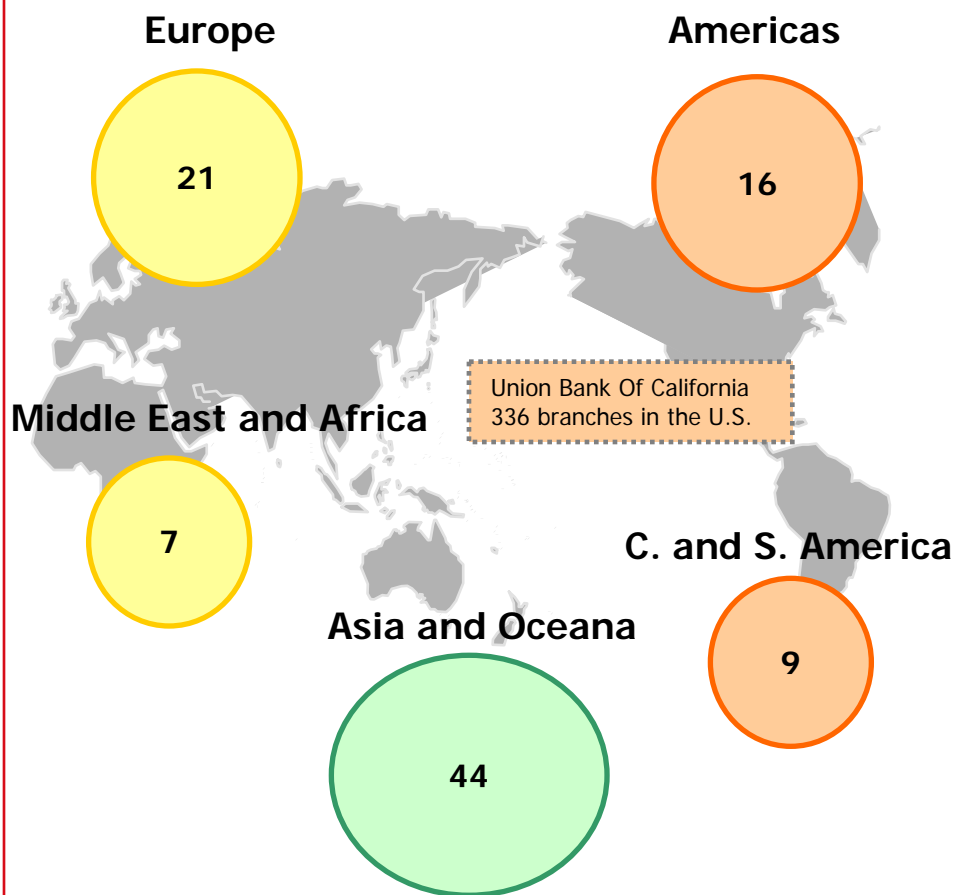 Europe
Americas
21
16
Union Bank Of California
336 branches in the U.S.
Middle East and Africa
7
C. and S. America
Asia and Oceana
9
44